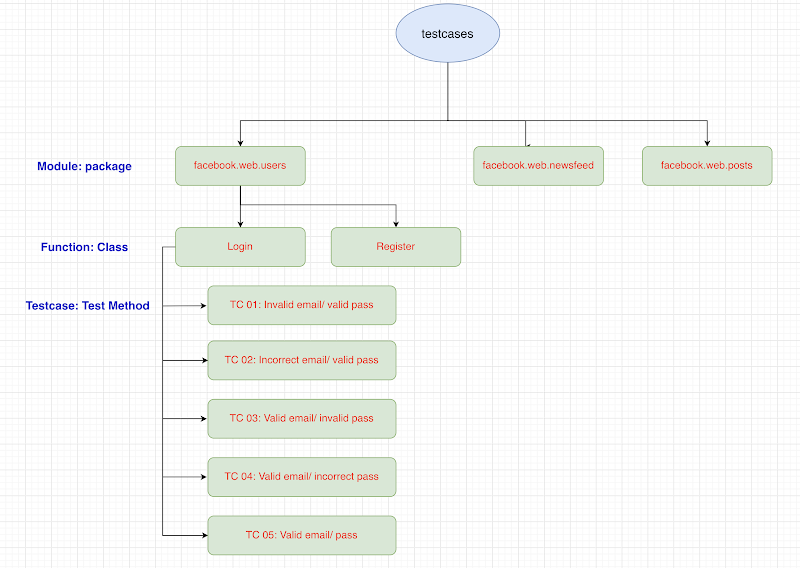 testcases
Module: package
facebook.web.users
facebook.web.newsfeed
facebook.web.posts
Function: Class
Login
Register
Testcase: Test Method
TC 01: Invalid email/ valid pass
TC 02: Incorrect email/ valid pass
TC 03: Valid email/ invalid pass
TC 04: Valid email/ incorrect pass
TC 05: Valid email/ pass